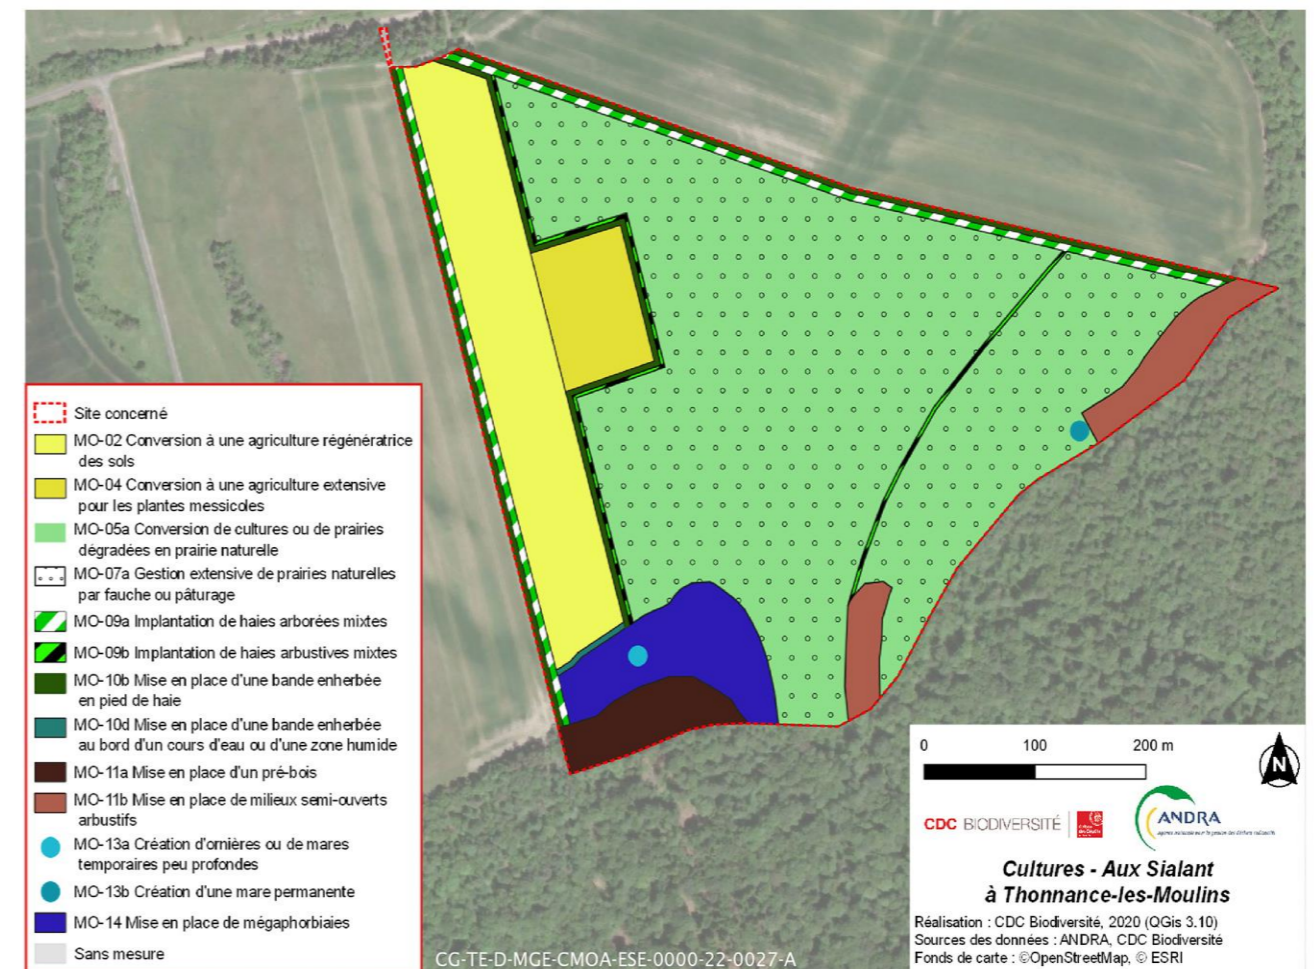 Site concerné
MO-02 Conversion à une agriculture régénératrice
des sols
MO-04 Conversion à une agriculture extensive
pour les plantes messicoles
MO-05a Conversion de cultures ou de prairies
dégradées en prairie naturelle
MO-07a Gestion extensive de prairies naturelles
par fauche ou pâturage
MO-09a Implantation de haies arborées mixtes
MO-09b Implantation de haies arbustives mixtes
MO-10b Mise en place d'une bande enherbée
en pied de haie
MO-10d Mise en place d'une bande enherbée
au bord d'un cours d'eau ou d'une zone humide
MO-11a Mise en place d'un pré-bois
MO-11b Mise en place de milieux semi-ouverts
arbustifs
MO-13a Création d'ornières ou de mares
temporaires peu profondes
MO-13b Création d'une mare permanente
MO-14 Mise en place de mégaphorbiaies
Sans mesure
CG-TE-D-MGE-CMOA-ESE-0000-22-0027-A
0 100 200 m
N
CDC BIODIVERSITÉ
ANDRA
Cultures - Aux Sialant
à Thonnance-les-Moulins
Réalisation : CDC Biodiversité, 2020 (QGis 3.10)
Sources des données : ANDRA, CDC Biodiversité
Fonds de carte : ©OpenStreetMap, © ESRI